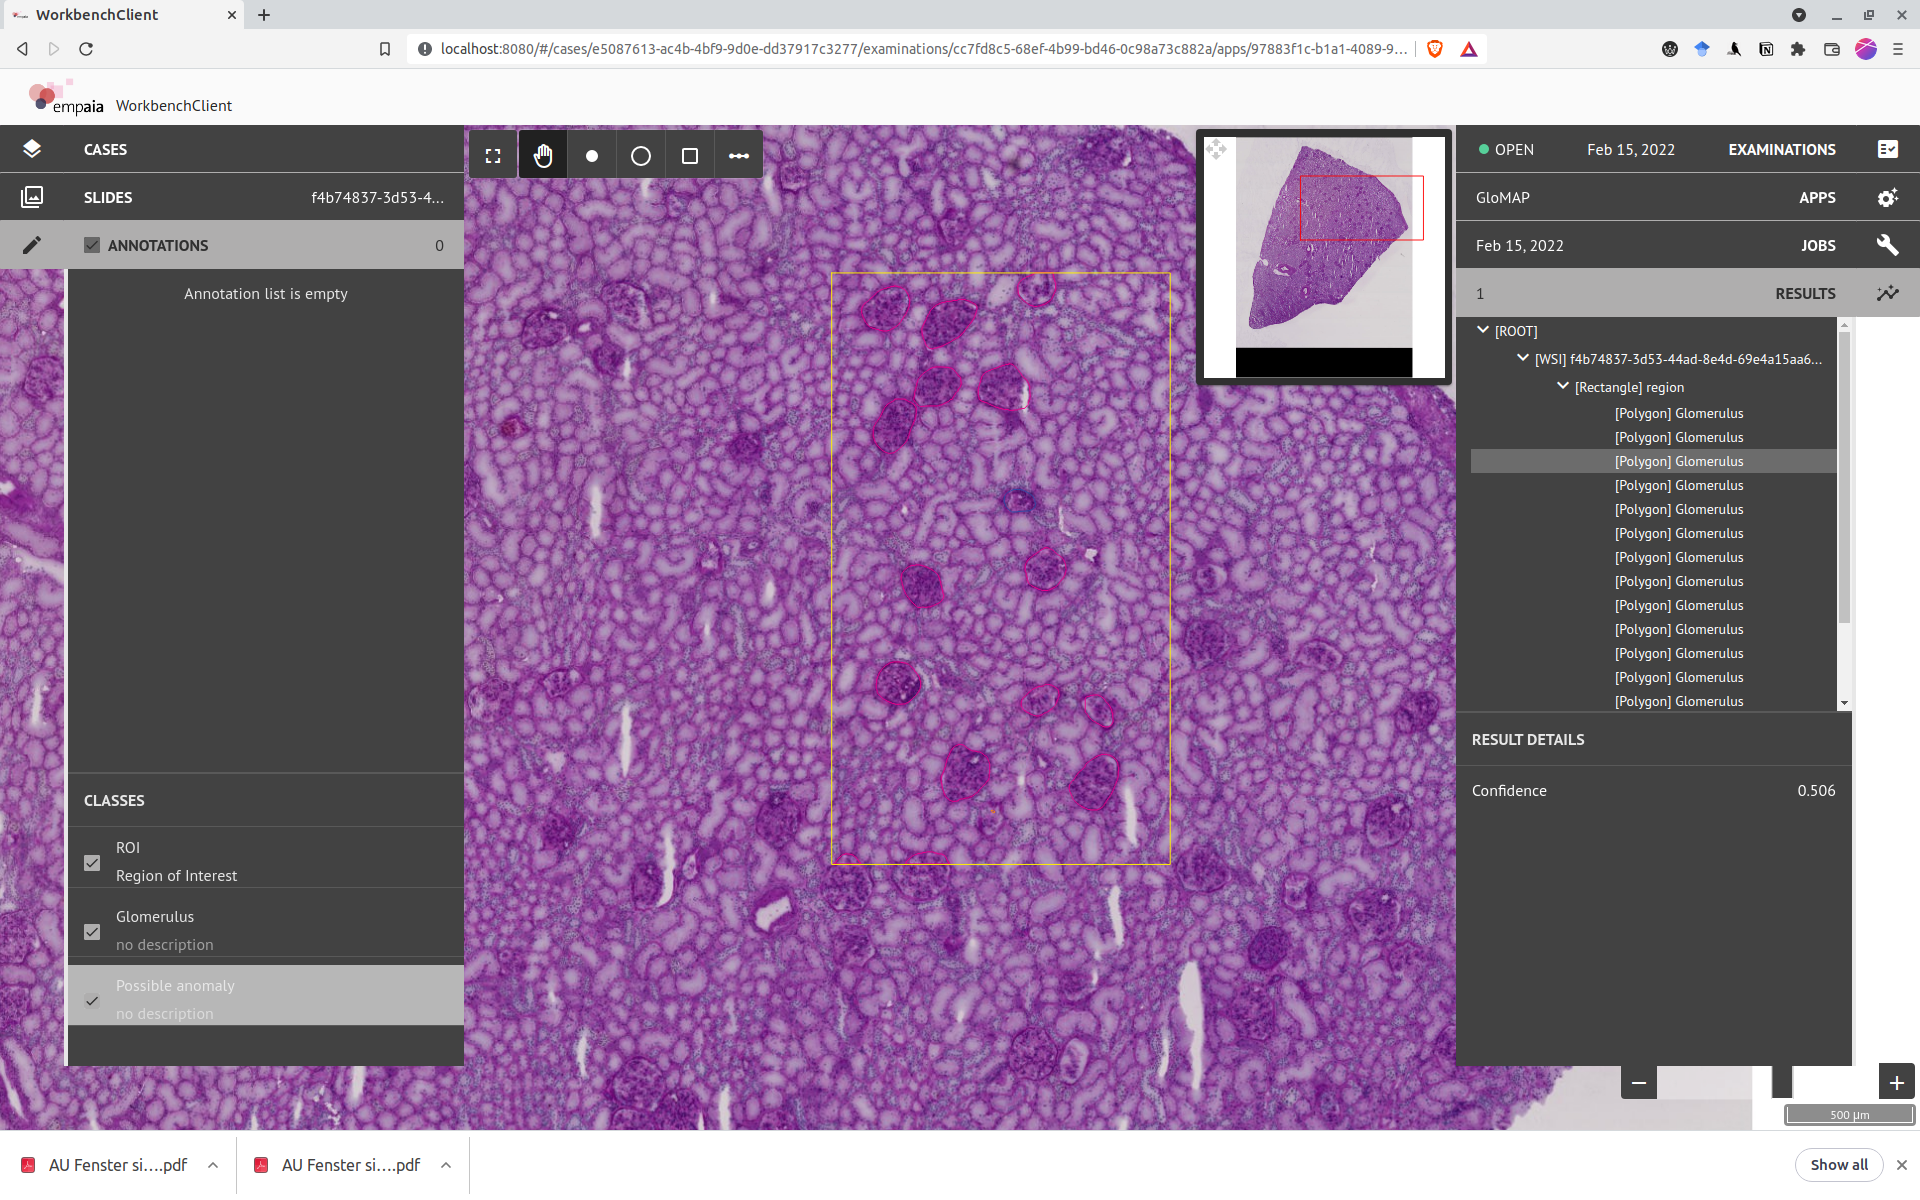 WorkbenchClient
localhost:8080/#/cases/e5087613-ac4b-4bf9-9d0e-dd37917c3277/examinations/cc7fd8c5-68ef-4b99-bd46-0c98a73c882a/apps/97883f1c-b1a1-4089-9...
empaia WorkbenchClient
CASES
SLIDES f4b74837-3d53-4...
ANNOTATIONS 0
Annotation list is empty
CLASSES
ROI
Region of Interest
Glomerulus
no description
Possible anomaly
no description
OPEN Feb 15, 2022 EXAMINATIONS
GloMAP APPS
Feb 15, 2022 JOBS
1 RESULTS
[ROOT]
[WSI] f4b74837-3d53-44ad-8e4d-69e4a15aa6...
[Rectangle] region
[Polygon] Glomerulus
[Polygon] Glomerulus
[Polygon] Glomerulus
[Polygon] Glomerulus
[Polygon] Glomerulus
[Polygon] Glomerulus
[Polygon] Glomerulus
[Polygon] Glomerulus
[Polygon] Glomerulus
[Polygon] Glomerulus
[Polygon] Glomerulus
[Polygon] Glomerulus
[Polygon] Glomerulus
RESULT DETAILS
Confidence 0.506
500 μm
AU Fenster si....pdf
AU Fenster si....pdf
Show all